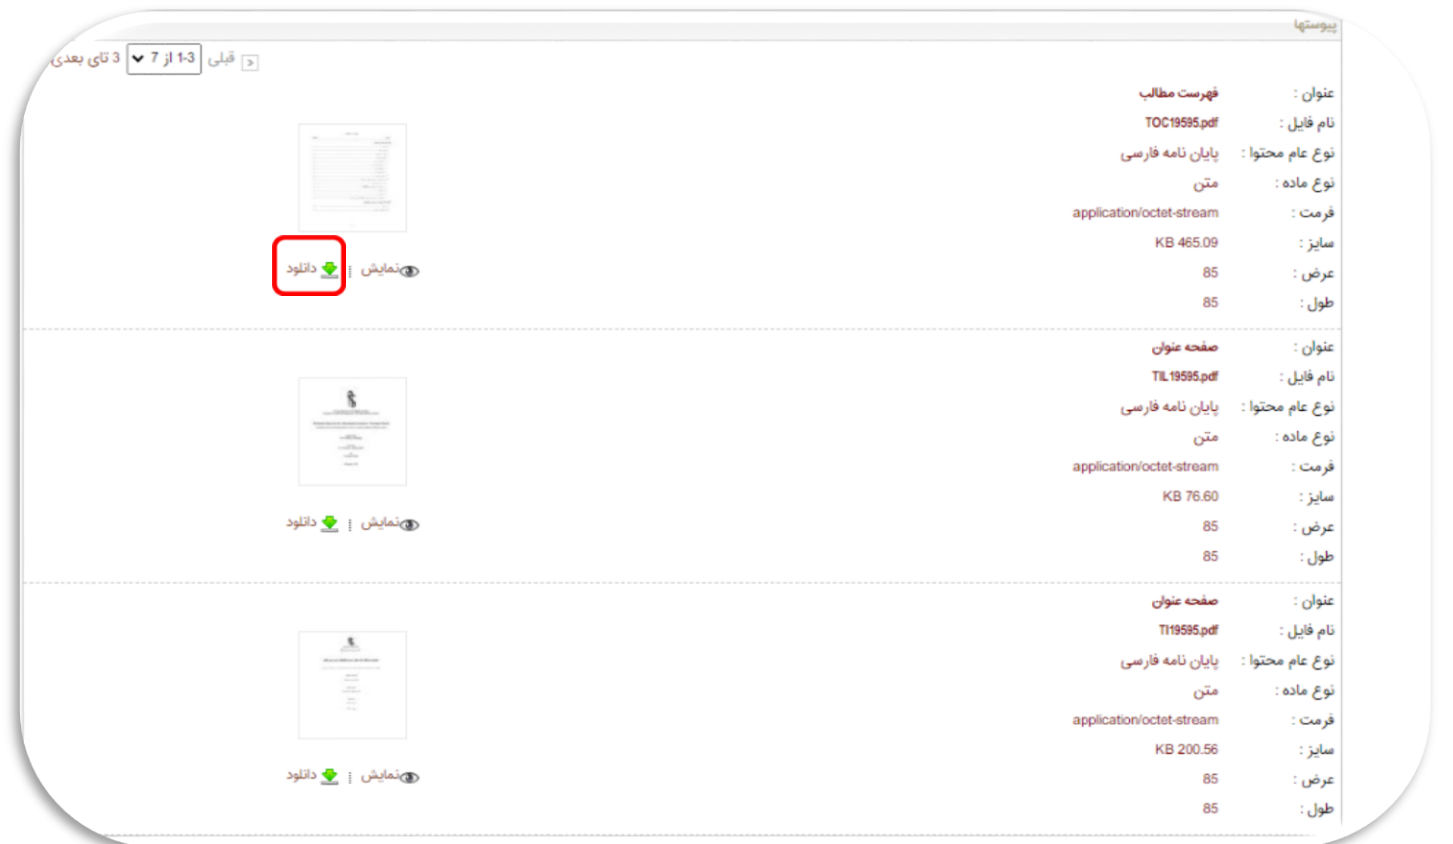 پیوستها
قبلی 1-3 از 7 3 تای بعدی
عنوان : فهرست مطالب
نام فایل : TOC19595.pdf
نوع عام محتوا : پایان نامه فارسی
نوع ماده : متن
فرمت : application/octet-stream
سایز : KB 465.09
عرض : 85
طول : 85
نمایش دانلود
عنوان : صفحه عنوان
نام فایل : TIL19595.pdf
نوع عام محتوا : پایان نامه فارسی
نوع ماده : متن
فرمت : application/octet-stream
سایز : KB 76.60
عرض : 85
طول : 85
نمایش دانلود
عنوان : صفحه عنوان
نام فایل : TI19595.pdf
نوع عام محتوا : پایان نامه فارسی
نوع ماده : متن
فرمت : application/octet-stream
سایز : KB 200.56
عرض : 85
طول : 85
نمایش دانلود